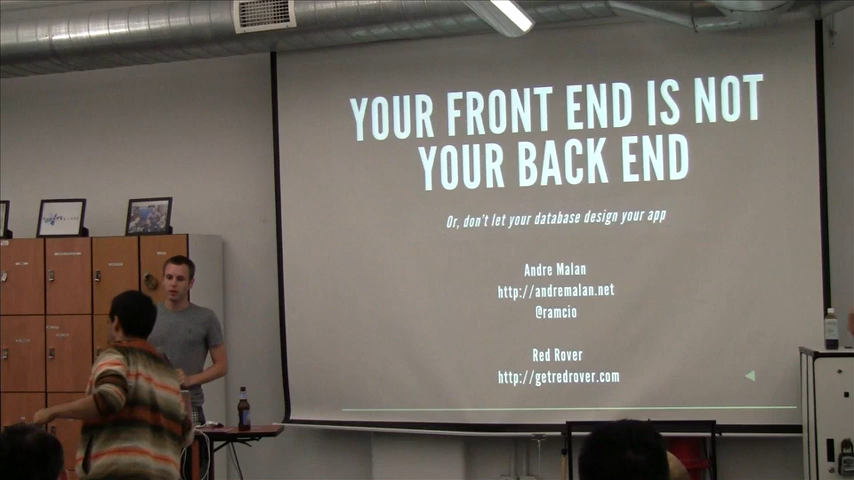 YOUR FRONT END IS NOT
YOUR BACK END
Or, don't let your database design your app
Andre Malan
http://andremalan.net
@ramcio
Red Rover
http://getredrover.com